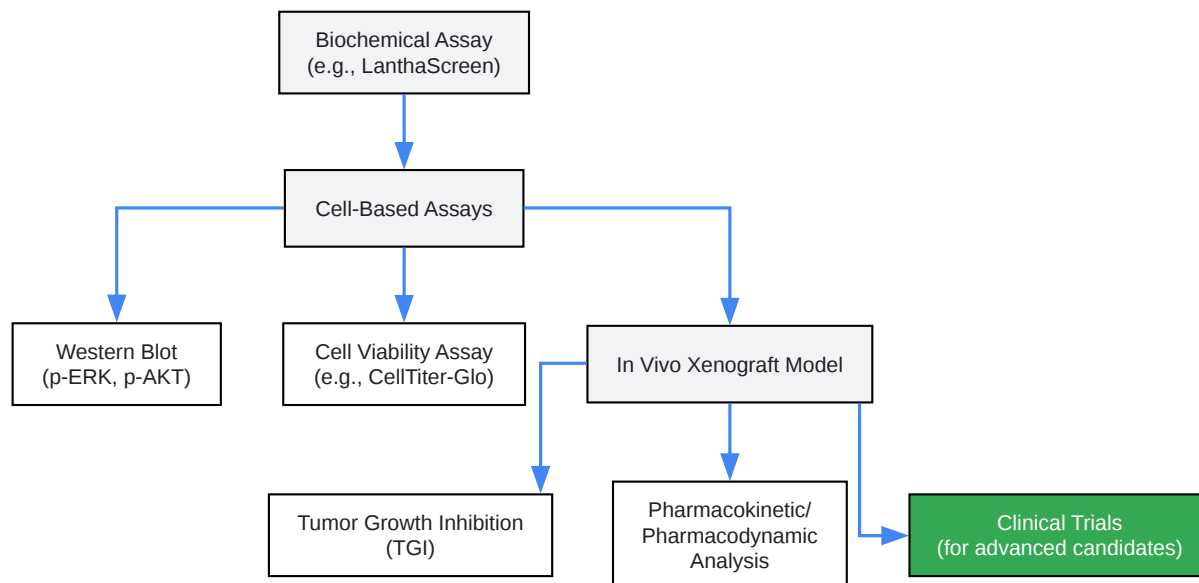 Biochemical Assay
(e.g., LanthaScreen)
Cell-Based Assays
Western Blot
(p-ERK, p-AKT)
Cell Viability Assay
(e.g., CellTiter-Glo)
In Vivo Xenograft Model
Tumor Growth Inhibition
(TGI)
Pharmacokinetic/
Pharmacodynamic
Analysis
Clinical Trials
(for advanced candidates)